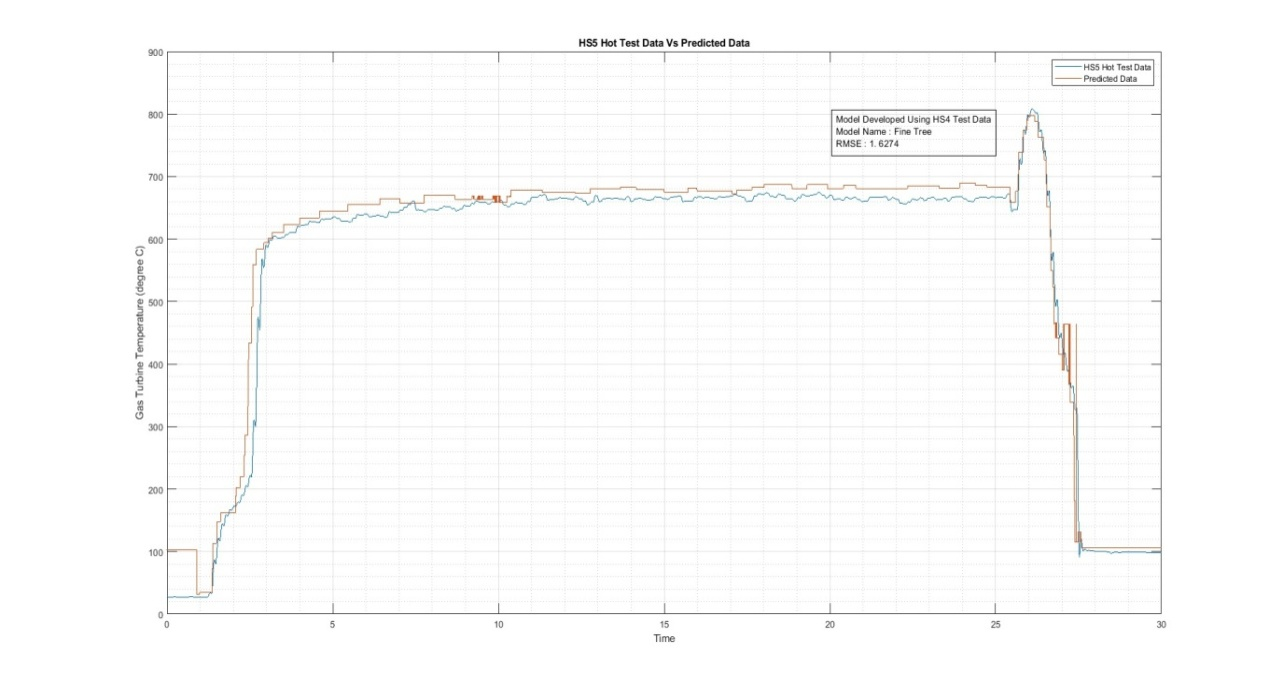 HS5 Hot Test Data Vs Predicted Data
900
800
700
600
500
400
300
200
100
0
Gas Turbine Temperature (degree C)
HS5 Hot Test Data
Predicted Data
Model Developed Using HS4 Test Data
Model Name : Fine Tree
RMSE : 1. 6274
0 5 10 15 20 25 30
Time